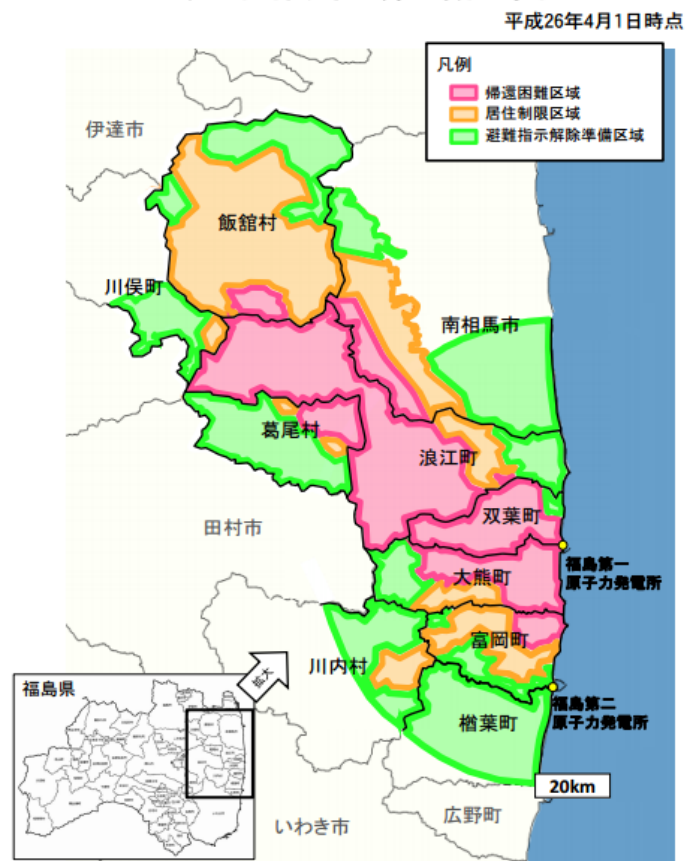 平成26年4月1日時点
凡例
帰還困難区域
居住制限区域
避難指示解除準備区域
伊達市
飯舘村
川俣町
南相馬市
葛尾村
浪江町
田村市
双葉町
福島第一
原子力発電所
大熊町
富岡町
川内村
拡大
福島県
福島第二
原子力発電所
楢葉町
20km
広野町
いわき市